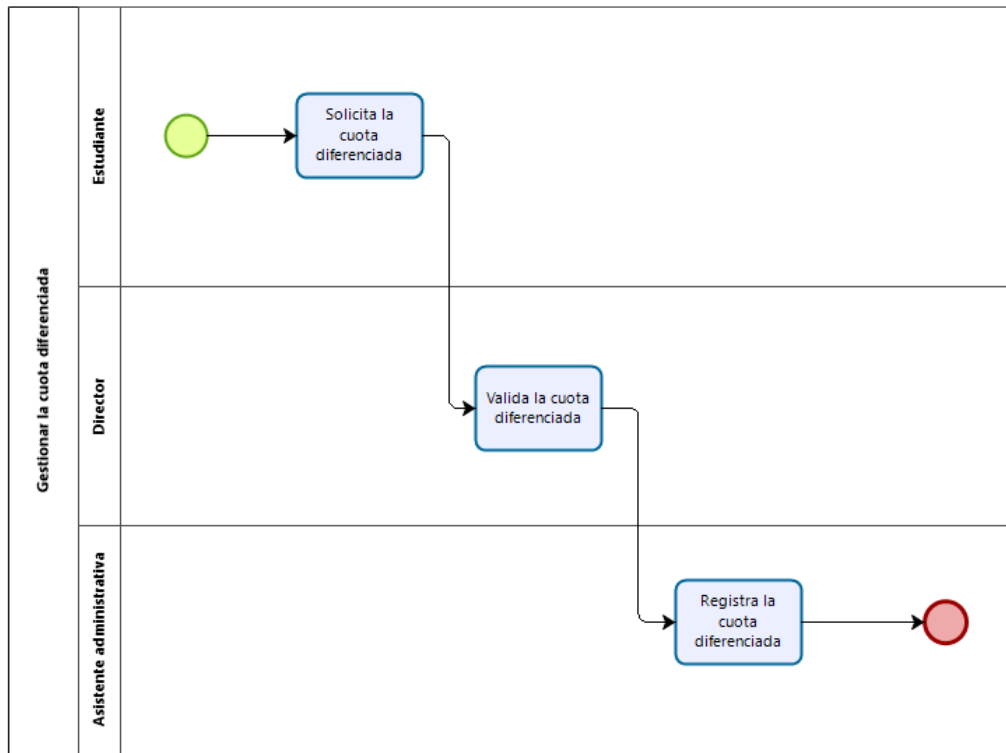 Gestionar la cuota diferenciada
Estudiante
Solicita la
cuota
diferenciada
Director
Valida la cuota
diferenciada
Asistente administrativa
Registra la
cuota
diferenciada